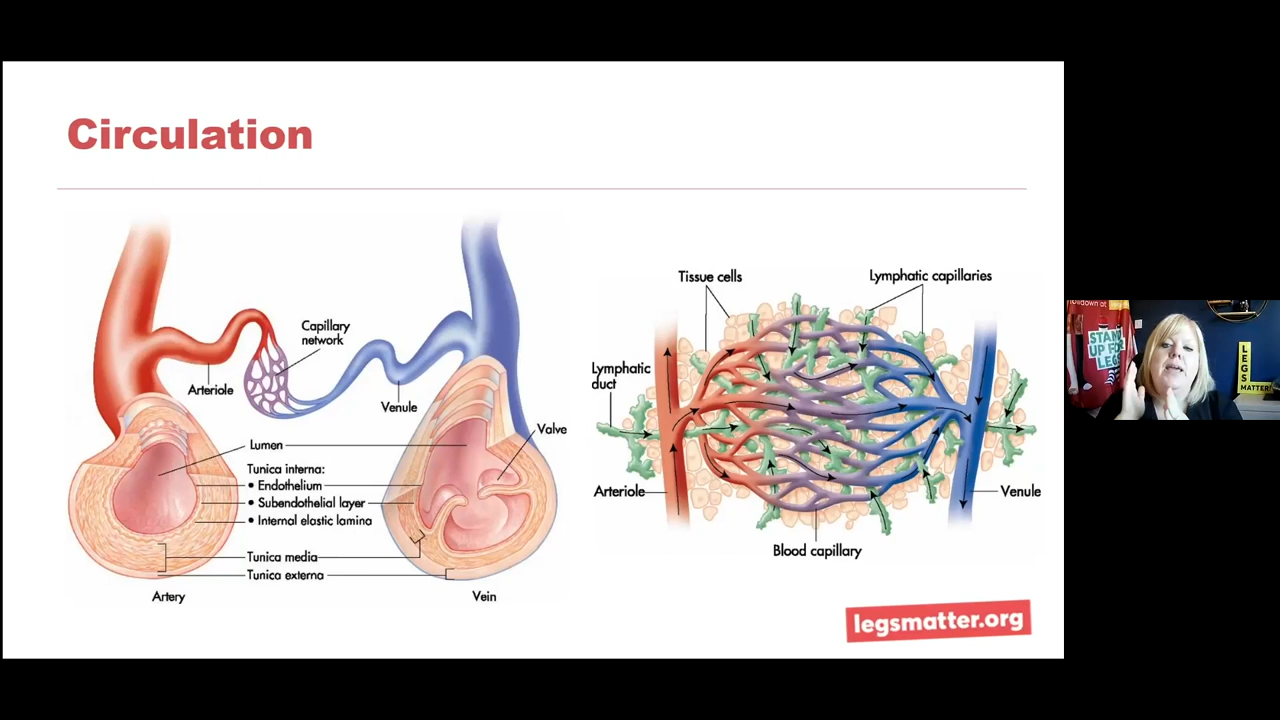 Circulation
Capillary
network
Arteriole
Venule
Valve
Lumen
Tunica interna:
• Endothelium
• Subendothelial layer
• Internal elastic lamina
Tunica media
Tunica externa
Artery
Vein
Tissue cells
Lymphatic capillaries
Lymphatic
duct
Arteriole
Venule
Blood capillary
legsmatter.org
STAND
UP FOR
LEGS
LEGS
MATTER!